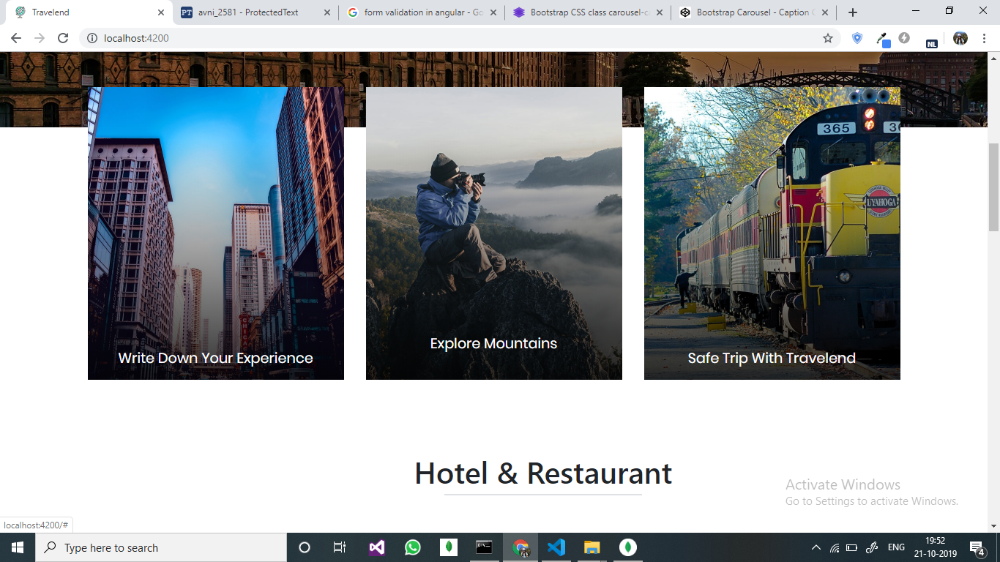 Travelend
avni_2581 - ProtectedText
form validation in angular - Go
Bootstrap CSS class carousel-c
Bootstrap Carousel - Caption
localhost:4200
NL
365
UYAHOGA
CHICA
Write Down Your Experience
Explore Mountains
Safe Trip With Travelend
Hotel & Restaurant
Activate Windows
Go to Settings to activate Windows.
localhost:4200/#
Type here to search
ENG
19:52
21-10-2019
4